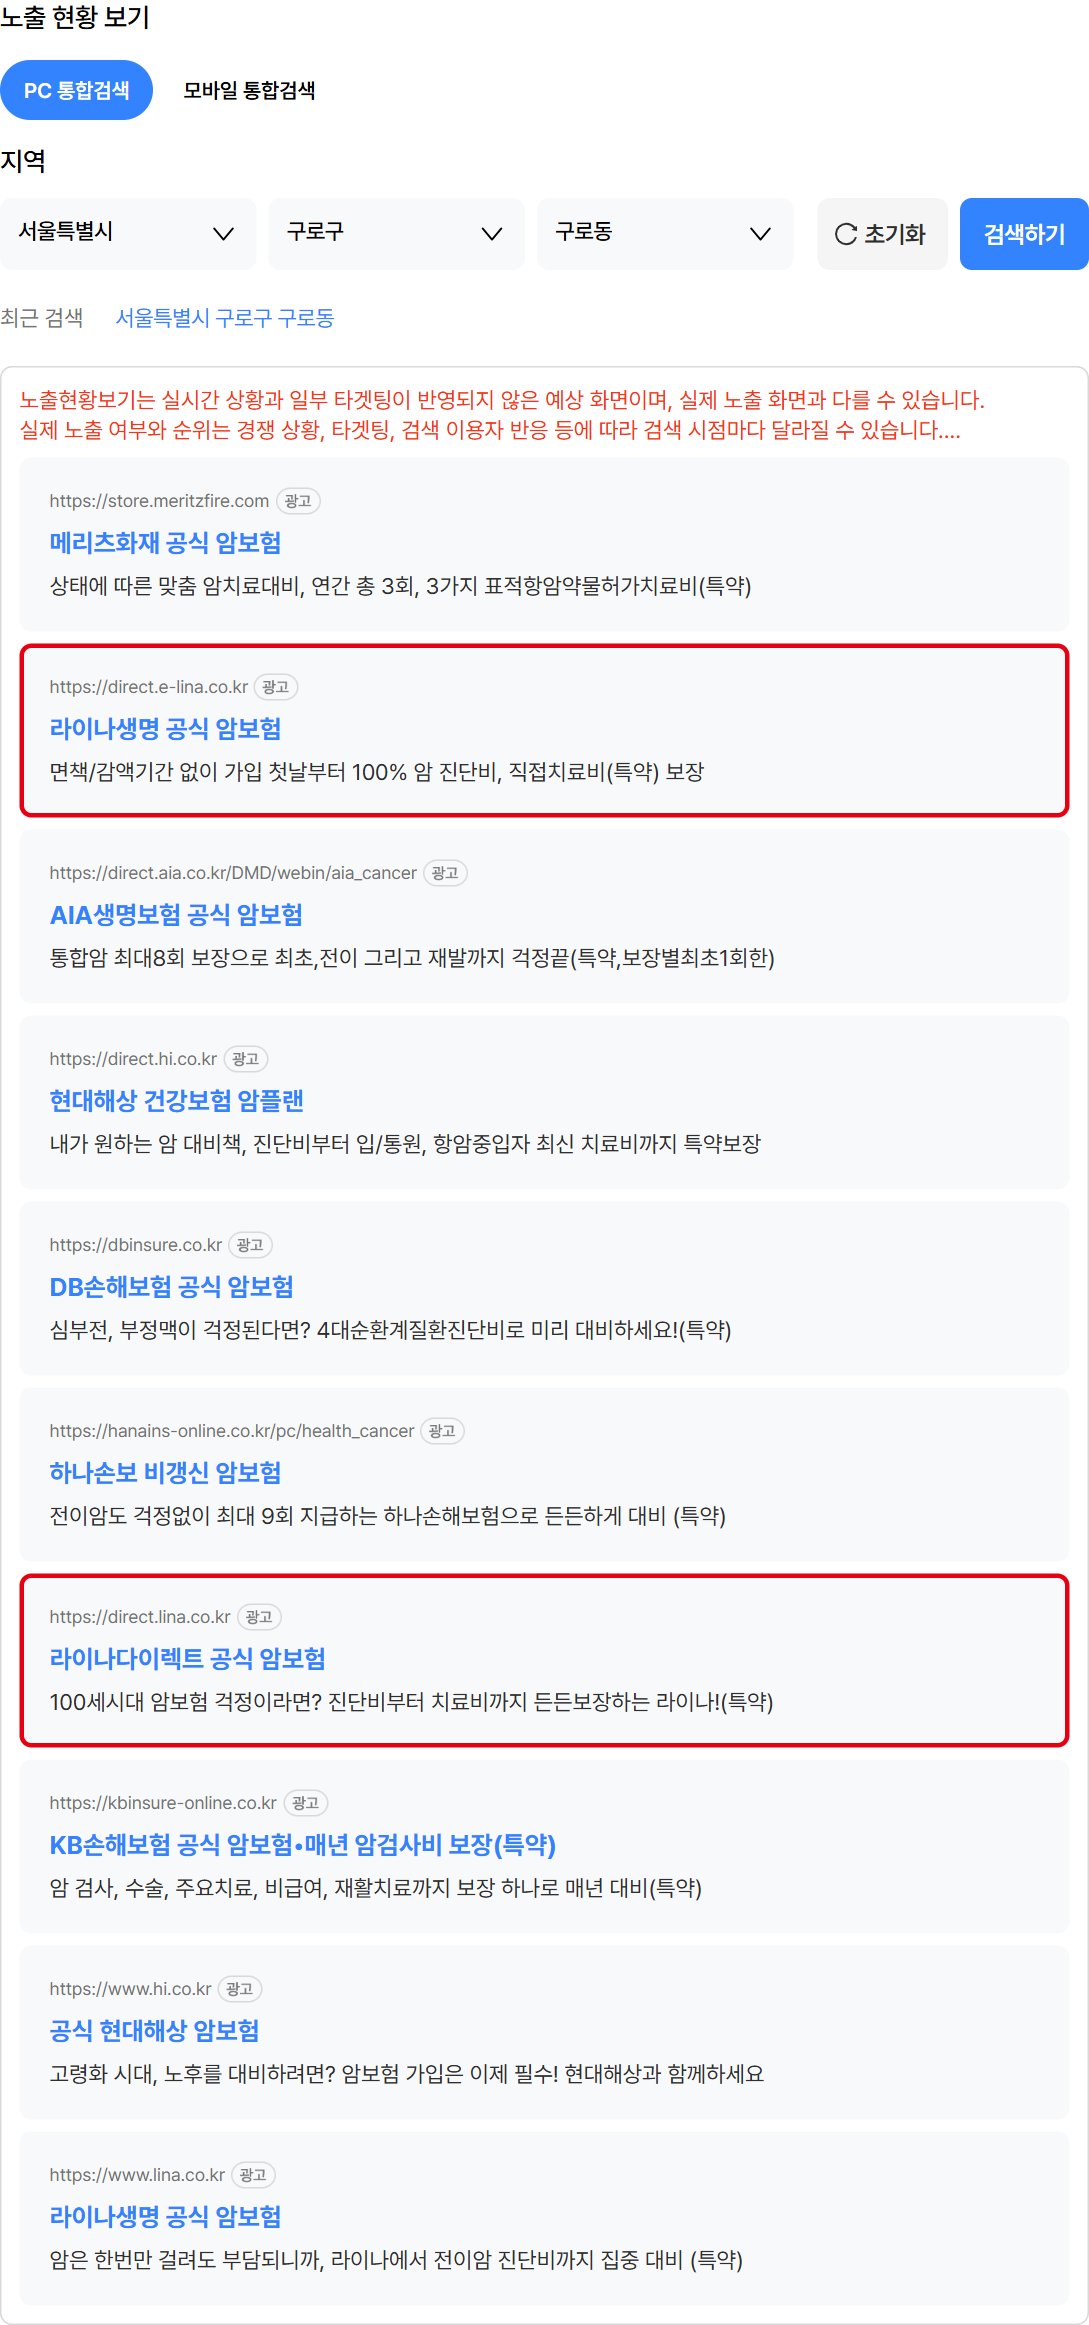 노출 현황 보기
PC 통합검색 모바일 통합검색
지역
서울특별시 구로구 구로동 초기화 검색하기
최근 검색 서울특별시 구로구 구로동
노출현황보기는 실시간 상황과 일부 타겟팅이 반영되지 않은 예상 화면이며, 실제 노출 화면과 다를 수 있습니다.
실제 노출 여부와 순위는 경쟁 상황, 타겟팅, 검색 이용자 반응 등에 따라 검색 시점마다 달라질 수 있습니다....
https://store.meritzfire.com 광고
메리츠화재 공식 암보험
상태에 따른 맞춤 암치료대비, 연간 총 3회, 3가지 표적항암약물허가치료비(특약)
https://direct.e-lina.co.kr 광고
라이나생명 공식 암보험
면책/감액기간 없이 가입 첫날부터 100% 암 진단비, 직접치료비(특약) 보장
https://direct.aia.co.kr/DMD/webin/aia_cancer 광고
AIA생명보험 공식 암보험
통합암 최대8회 보장으로 최초,전이 그리고 재발까지 걱정끝(특약,보장별최초1회한)
https://direct.hi.co.kr 광고
현대해상 건강보험 암플랜
내가 원하는 암 대비책, 진단비부터 입/통원, 항암중입자 최신 치료비까지 특약보장
https://dbinsure.co.kr 광고
DB손해보험 공식 암보험
심부전, 부정맥이 걱정된다면? 4대순환계질환진단비로 미리 대비하세요!(특약)
https://hanains-online.co.kr/pc/health_cancer 광고
하나손보 비갱신 암보험
전이암도 걱정없이 최대 9회 지급하는 하나손해보험으로 든든하게 대비 (특약)
https://direct.lina.co.kr 광고
라이나다이렉트 공식 암보험
100세시대 암보험 걱정이라면? 진단비부터 치료비까지 든든보장하는 라이나!(특약)
https://kbinsure-online.co.kr 광고
KB손해보험 공식 암보험•매년 암검사비 보장(특약)
암 검사, 수술, 주요치료, 비급여, 재활치료까지 보장 하나로 매년 대비(특약)
https://www.hi.co.kr 광고
공식 현대해상 암보험
고령화 시대, 노후를 대비하려면? 암보험 가입은 이제 필수! 현대해상과 함께하세요
https://www.lina.co.kr 광고
라이나생명 공식 암보험
암은 한번만 걸려도 부담되니까, 라이나에서 전이암 진단비까지 집중 대비 (특약)